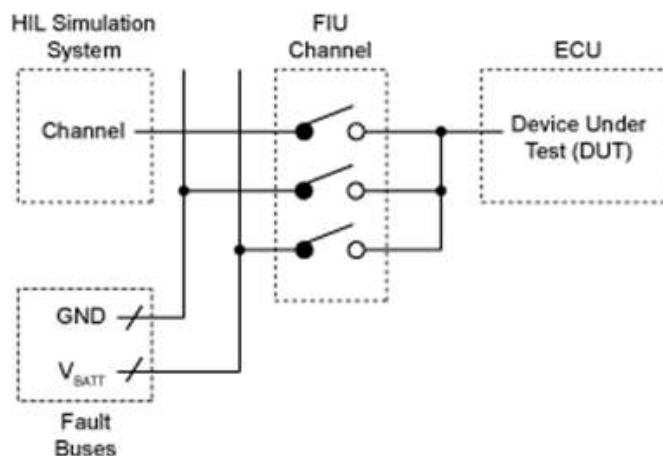 HIL Simulation
System
FIU
Channel
ECU
Channel
Device Under
Test (DUT)
GND
VBATT
Fault
Buses